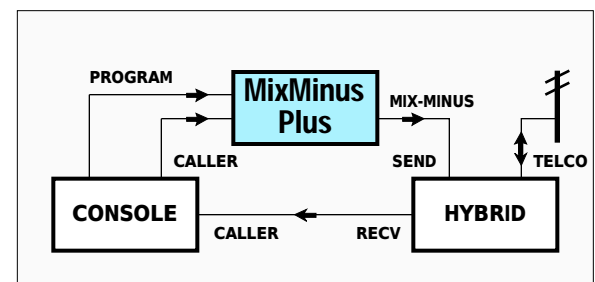 PROGRAM
MixMinus
Plus
MIX-MINUS
CALLER
SEND
TELCO
CONSOLE
HYBRID
CALLER
RECV